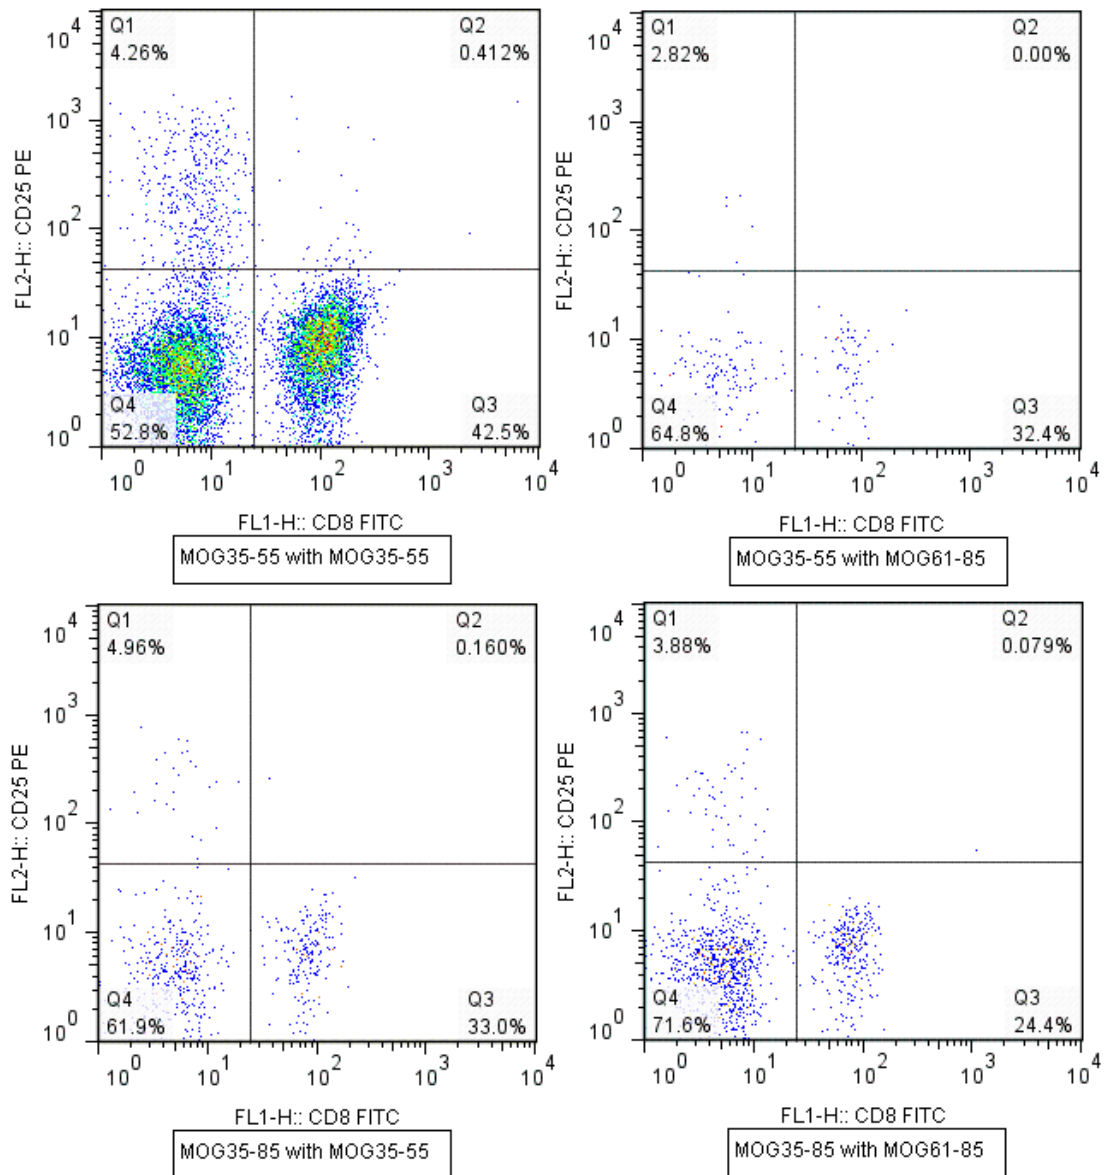 Q1
4.26%
Q2
0.412%
Q4
52.8%
Q3
42.5%
10^4
10^3
10^2
10^1
10^0
10^0 10^1 10^2 10^3 10^4
FL2-H:: CD25 PE
FL1-H:: CD8 FITC
MOG35-55 with MOG35-55
Q1
2.82%
Q2
0.00%
Q4
64.8%
Q3
32.4%
10^4
10^3
10^2
10^1
10^0
10^0 10^1 10^2 10^3 10^4
FL2-H:: CD25 PE
FL1-H:: CD8 FITC
MOG35-55 with MOG61-85
Q1
4.96%
Q2
0.160%
Q4
61.9%
Q3
33.0%
10^4
10^3
10^2
10^1
10^0
10^0 10^1 10^2 10^3 10^4
FL2-H:: CD25 PE
FL1-H:: CD8 FITC
MOG35-85 with MOG35-55
Q1
3.88%
Q2
0.079%
Q4
71.6%
Q3
24.4%
10^4
10^3
10^2
10^1
10^0
10^0 10^1 10^2 10^3 10^4
FL2-H:: CD25 PE
FL1-H:: CD8 FITC
MOG35-85 with MOG61-85